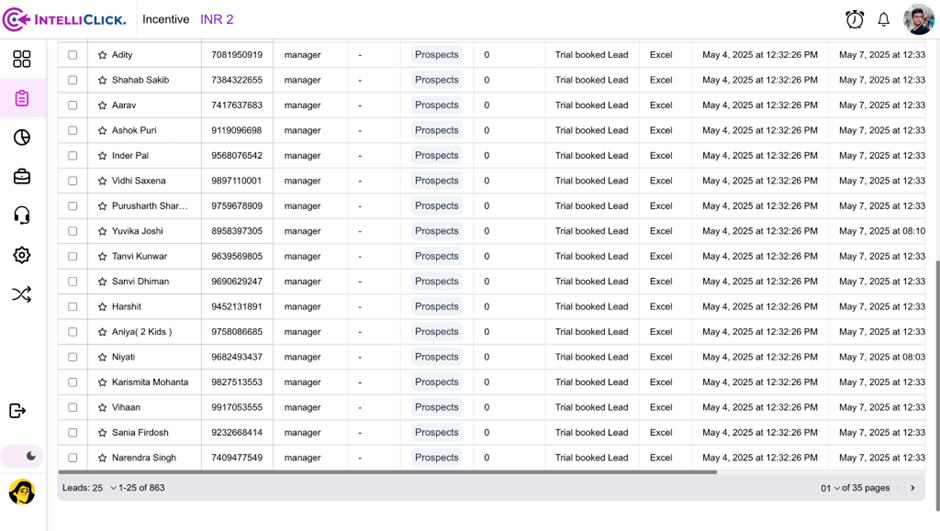 INTELLICLICK. Incentive INR 2
Adity 7081950919 manager - Prospects 0 Trial booked Lead Excel May 4, 2025 at 12:32:26 PM May 7, 2025 at 12:33
Shahab Sakib 7384322655 manager - Prospects 0 Trial booked Lead Excel May 4, 2025 at 12:32:26 PM May 7, 2025 at 12:33
Aarav 7417637683 manager - Prospects 0 Trial booked Lead Excel May 4, 2025 at 12:32:26 PM May 7, 2025 at 12:33
Ashok Puri 9119096698 manager - Prospects 0 Trial booked Lead Excel May 4, 2025 at 12:32:26 PM May 7, 2025 at 12:33
Inder Pal 9568076542 manager - Prospects 0 Trial booked Lead Excel May 4, 2025 at 12:32:26 PM May 7, 2025 at 12:33
Vidhi Saxena 9897110001 manager - Prospects 0 Trial booked Lead Excel May 4, 2025 at 12:32:26 PM May 7, 2025 at 12:33
Purusharth Shar... 9759678909 manager - Prospects 0 Trial booked Lead Excel May 4, 2025 at 12:32:26 PM May 7, 2025 at 12:33
Yuvika Joshi 8958397305 manager - Prospects 0 Trial booked Lead Excel May 4, 2025 at 12:32:26 PM May 7, 2025 at 08:10
Tanvi Kunwar 9639569805 manager - Prospects 0 Trial booked Lead Excel May 4, 2025 at 12:32:26 PM May 7, 2025 at 12:33
Sanvi Dhiman 9690629247 manager - Prospects 0 Trial booked Lead Excel May 4, 2025 at 12:32:26 PM May 7, 2025 at 12:33
Harshit 9452131891 manager - Prospects 0 Trial booked Lead Excel May 4, 2025 at 12:32:26 PM May 7, 2025 at 12:33
Aniya( 2 Kids ) 9758086685 manager - Prospects 0 Trial booked Lead Excel May 4, 2025 at 12:32:26 PM May 7, 2025 at 12:33
Niyati 9682493437 manager - Prospects 0 Trial booked Lead Excel May 4, 2025 at 12:32:26 PM May 7, 2025 at 08:03
Karismita Mohanta 9827513553 manager - Prospects 0 Trial booked Lead Excel May 4, 2025 at 12:32:26 PM May 7, 2025 at 12:33
Vihaan 9917053555 manager - Prospects 0 Trial booked Lead Excel May 4, 2025 at 12:32:26 PM May 7, 2025 at 12:33
Sania Firdosh 9232668414 manager - Prospects 0 Trial booked Lead Excel May 4, 2025 at 12:32:26 PM May 7, 2025 at 12:33
Narendra Singh 7409477549 manager - Prospects 0 Trial booked Lead Excel May 4, 2025 at 12:32:26 PM May 7, 2025 at 12:33
Leads: 25 1-25 of 863 01 of 35 pages